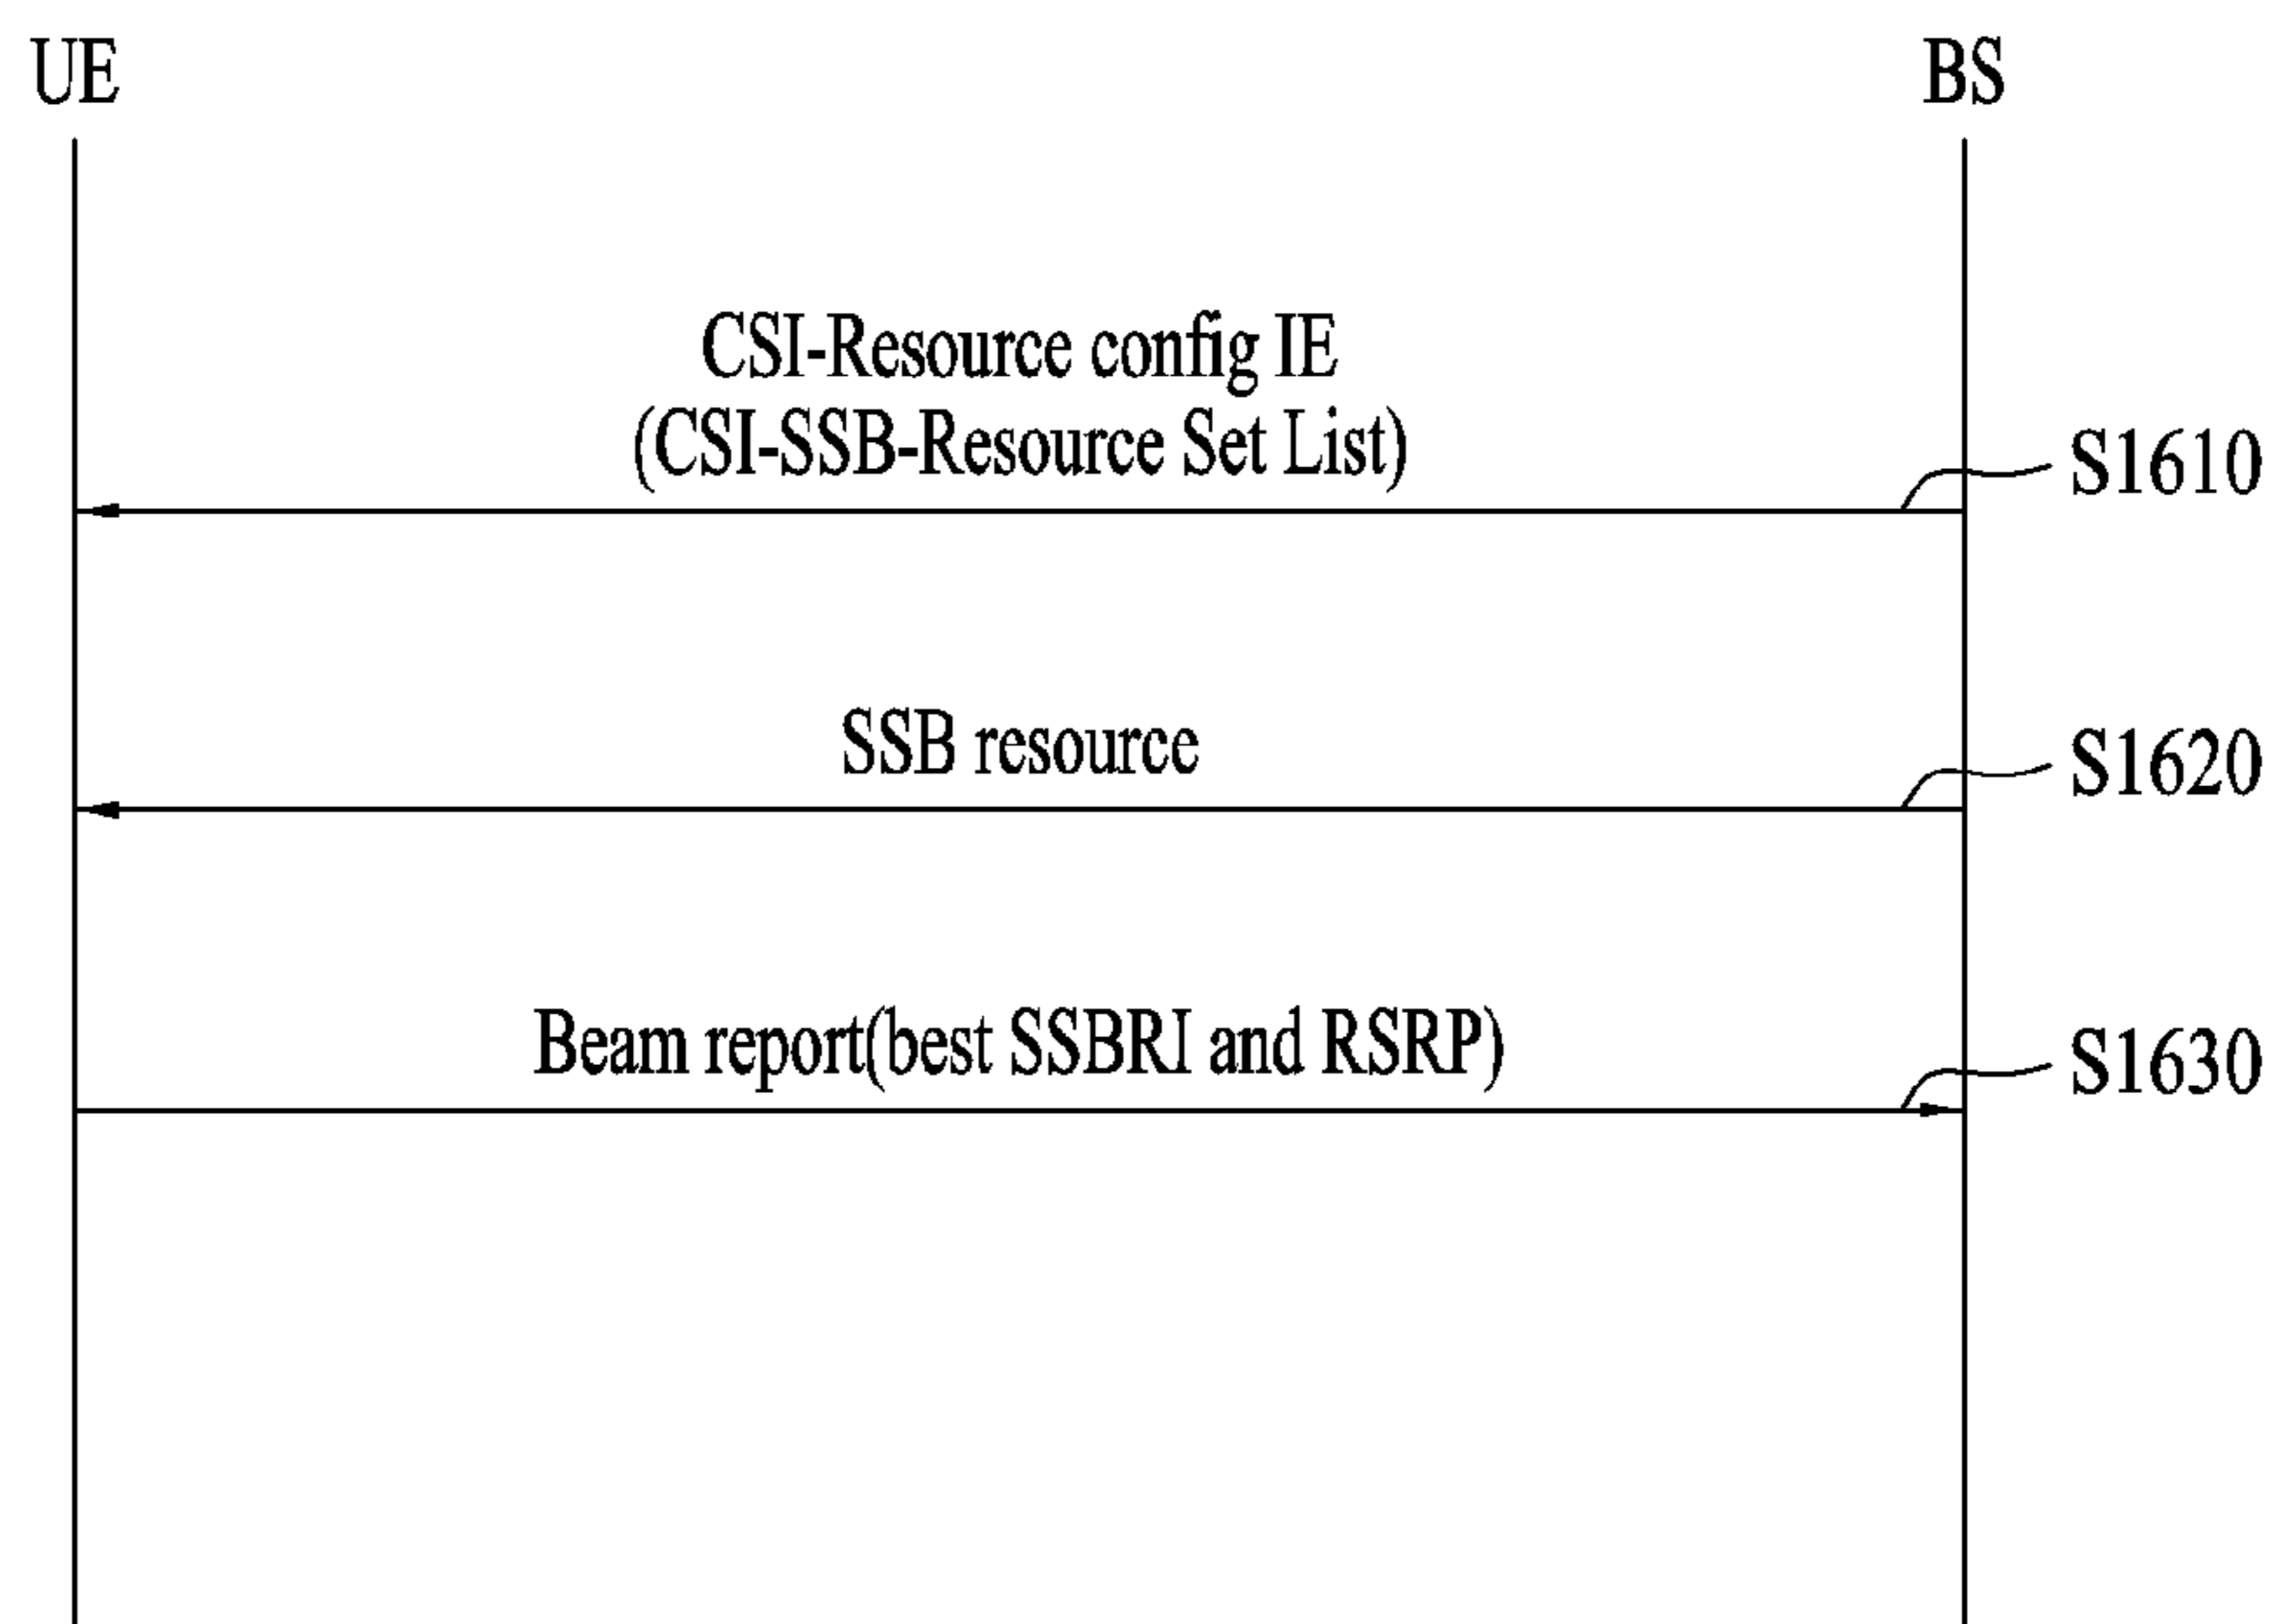 UE
BS
CSI-Resource config IE
(CSI-SSB-Resource Set List)
S1610
SSB resource
S1620
Beam report(best SSBRI and RSRP)
S1630